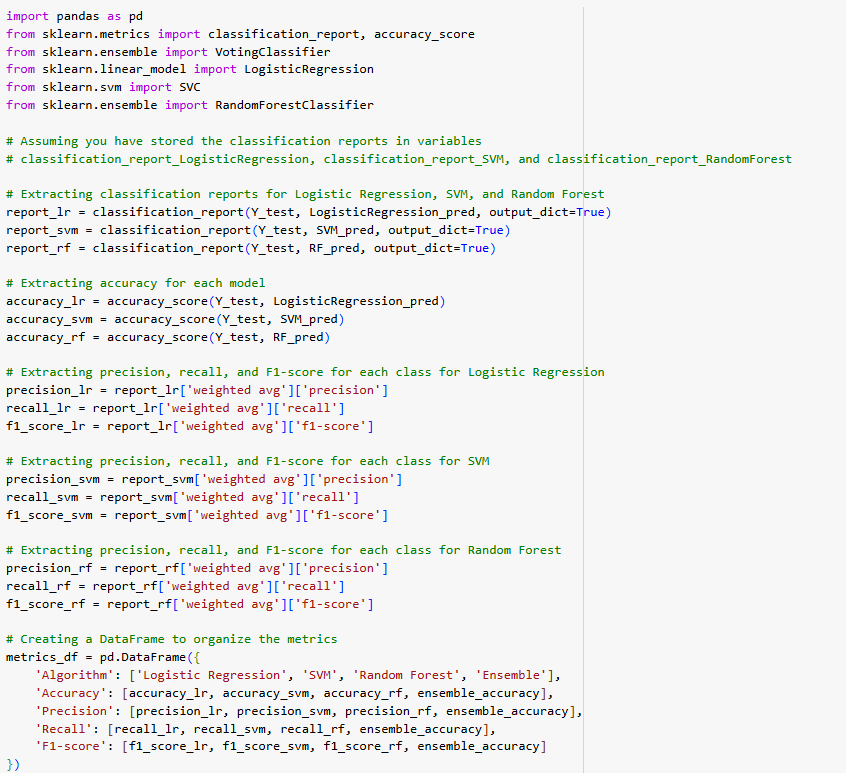 import pandas as pd
from sklearn.metrics import classification_report, accuracy_score
from sklearn.ensemble import VotingClassifier
from sklearn.linear_model import LogisticRegression
from sklearn.svm import SVC
from sklearn.ensemble import RandomForestClassifier

# Assuming you have stored the classification reports in variables
# classification_report_LogisticRegression, classification_report_SVM, and classification_report_RandomForest

# Extracting classification reports for Logistic Regression, SVM, and Random Forest
report_lr = classification_report(Y_test, LogisticRegression_pred, output_dict=True)
report_svm = classification_report(Y_test, SVM_pred, output_dict=True)
report_rf = classification_report(Y_test, RF_pred, output_dict=True)

# Extracting accuracy for each model
accuracy_lr = accuracy_score(Y_test, LogisticRegression_pred)
accuracy_svm = accuracy_score(Y_test, SVM_pred)
accuracy_rf = accuracy_score(Y_test, RF_pred)

# Extracting precision, recall, and F1-score for each class for Logistic Regression
precision_lr = report_lr['weighted avg']['precision']
recall_lr = report_lr['weighted avg']['recall']
f1_score_lr = report_lr['weighted avg']['f1-score']

# Extracting precision, recall, and F1-score for each class for SVM
precision_svm = report_svm['weighted avg']['precision']
recall_svm = report_svm['weighted avg']['recall']
f1_score_svm = report_svm['weighted avg']['f1-score']

# Extracting precision, recall, and F1-score for each class for Random Forest
precision_rf = report_rf['weighted avg']['precision']
recall_rf = report_rf['weighted avg']['recall']
f1_score_rf = report_rf['weighted avg']['f1-score']

# Creating a DataFrame to organize the metrics
metrics_df = pd.DataFrame({
    'Algorithm': ['Logistic Regression', 'SVM', 'Random Forest', 'Ensemble'],
    'Accuracy': [accuracy_lr, accuracy_svm, accuracy_rf, ensemble_accuracy],
    'Precision': [precision_lr, precision_svm, precision_rf, ensemble_accuracy],
    'Recall': [recall_lr, recall_svm, recall_rf, ensemble_accuracy],
    'F1-score': [f1_score_lr, f1_score_svm, f1_score_rf, ensemble_accuracy]
})